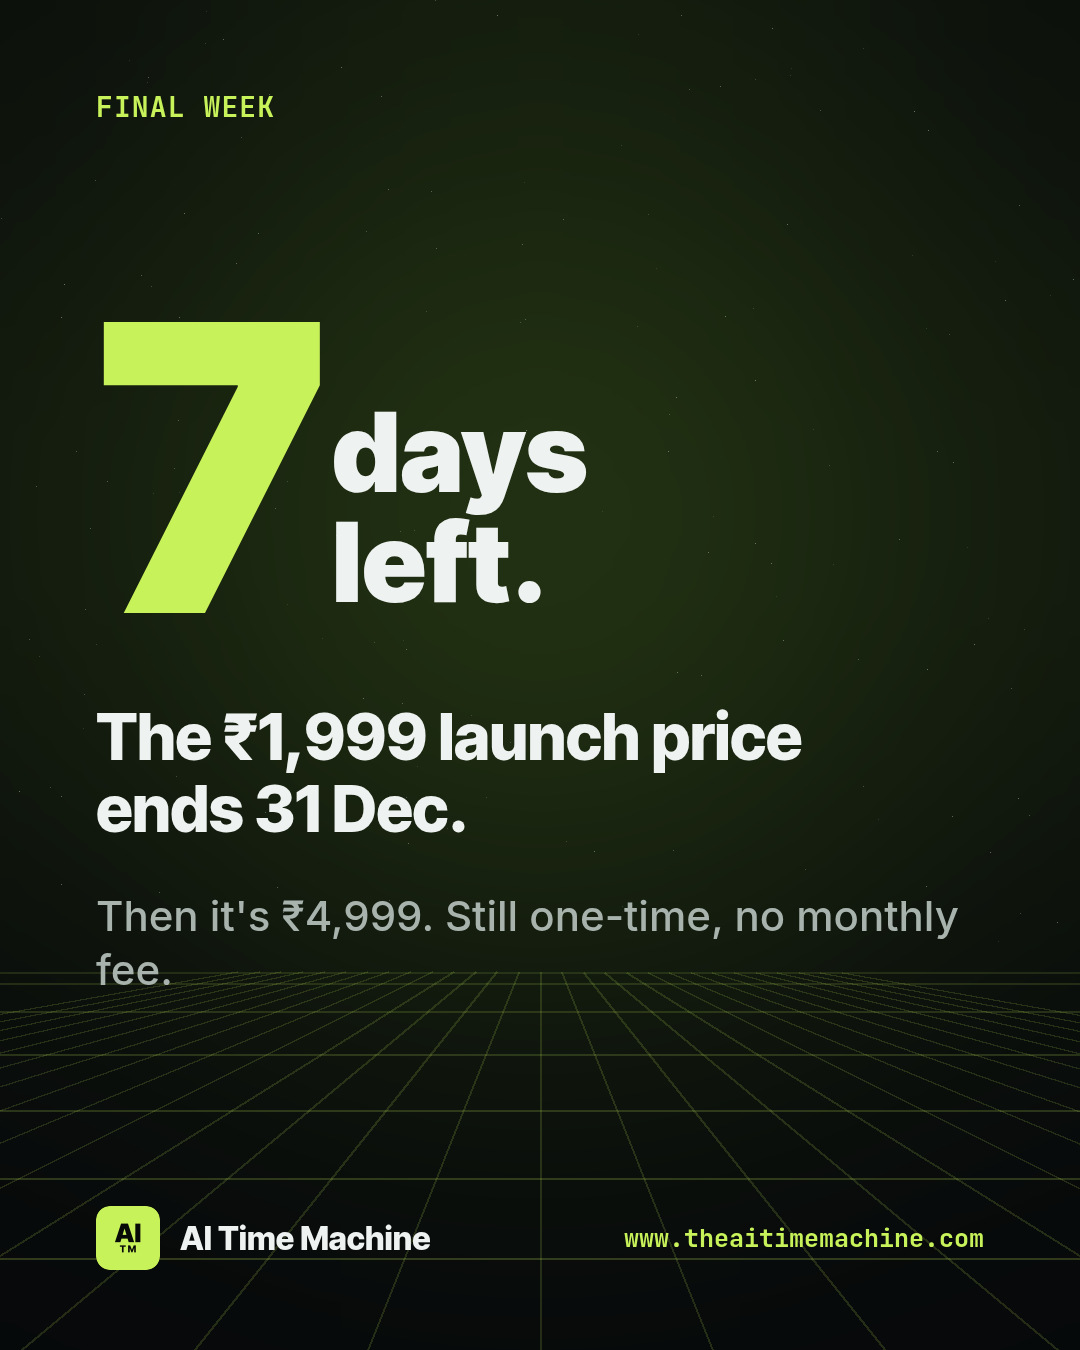 FINAL WEEK
7 days
left.
The ₹1,999 launch price
ends 31 Dec.
Then it's ₹4,999. Still one-time, no monthly
fee.
AI
TM
AI Time Machine
www.theaitimemachine.com